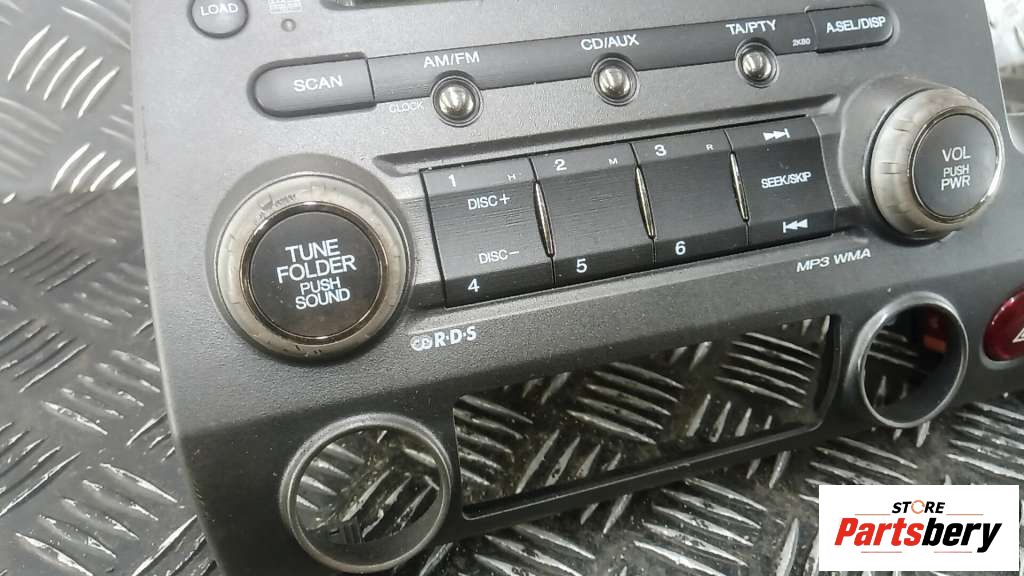 LOAD
A.SEL/DISP
TA/PTY
2KB0
CD/AUX
AM/FM
SCAN
CLOCK
1 H
2 M
3 R
DISC+
SEEK/SKIP
VOL
PUSH
PWR
TUNE
FOLDER
PUSH
SOUND
DISC-
4
5
6
MP3 WMA
R·D·S
STORE
Partsbery